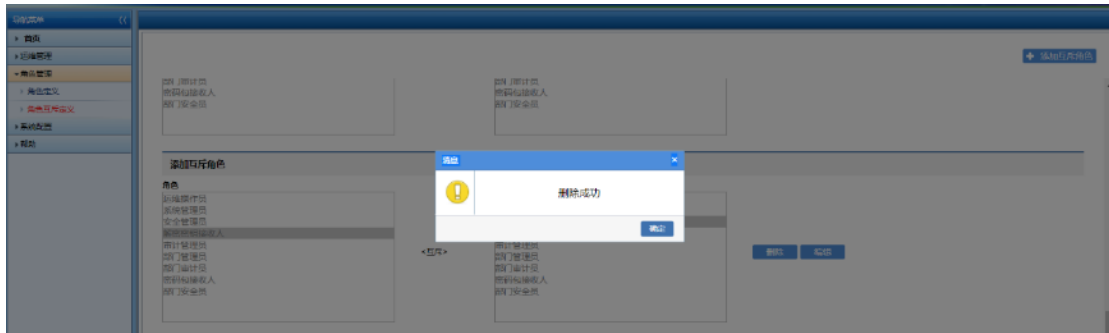 导航菜单
首页
运维管理
角色管理
角色定义
角色互斥定义
系统配置
帮助
添加互斥角色
部门审计员
密码包接收人
部门安全员
部门审计员
密码包接收人
部门安全员
添加互斥角色
角色
运维操作员
系统管理员
安全管理员
审计管理员
部门管理员
部门审计员
密码包接收人
部门安全员
<互斥>
审计管理员
部门管理员
部门审计员
密码包接收人
部门安全员
删除
信息
删除成功
确定